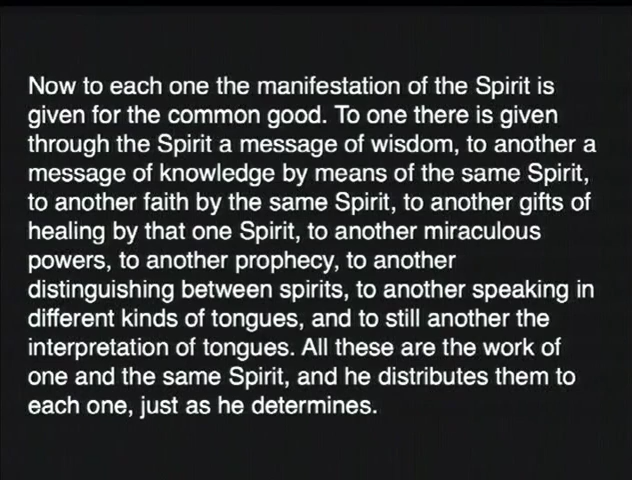 Now to each one the manifestation of the Spirit is
given for the common good. To one there is given
through the Spirit a message of wisdom, to another a
message of knowledge by means of the same Spirit,
to another faith by the same Spirit, to another gifts of
healing by that one Spirit, to another miraculous
powers, to another prophecy, to another
distinguishing between spirits, to another speaking in
different kinds of tongues, and to still another the
interpretation of tongues. All these are the work of
one and the same Spirit, and he distributes them to
each one, just as he determines.